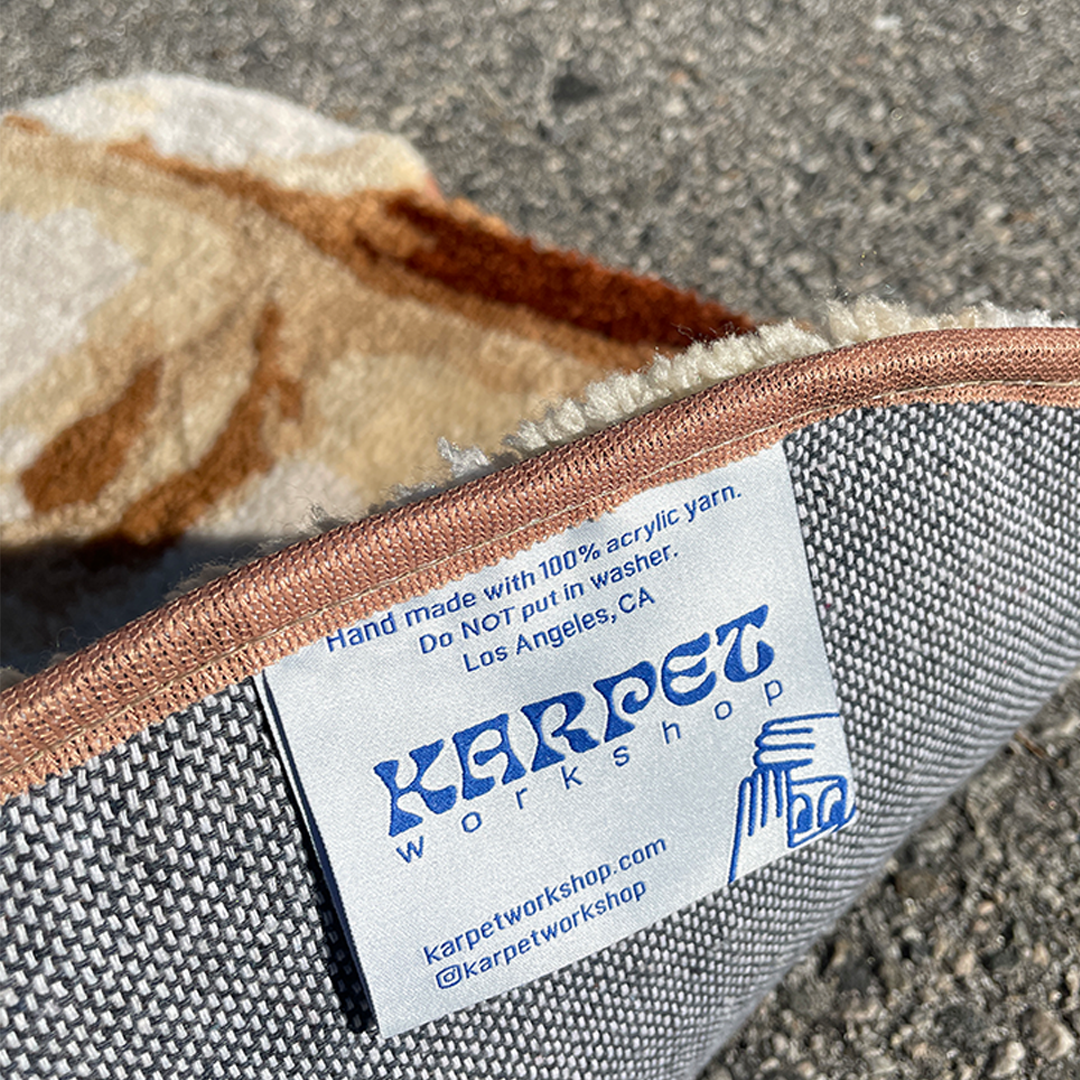 Hand made with 100% acrylic yarn.
Do NOT put in washer.
Los Angeles, CA
KARPET
workshop
karpetworkshop.com
karpetworkshop